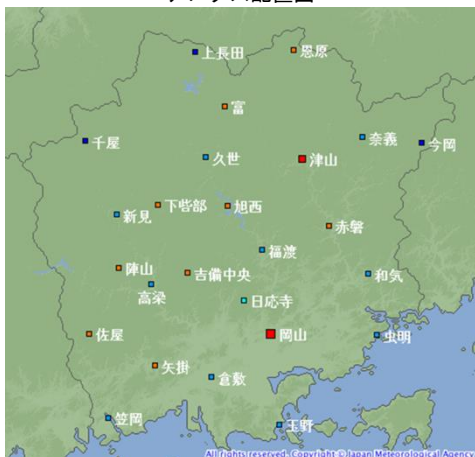 上長田
恩原
富
千屋
久世
津山
奈義
今岡
新見
下呰部
旭西
赤磐
福渡
陣山
吉備中央
和気
高梁
日応寺
佐屋
岡山
虫明
矢掛
倉敷
笠岡
玉野
All rights reserved. Copyright © Japan Meteorological Agency